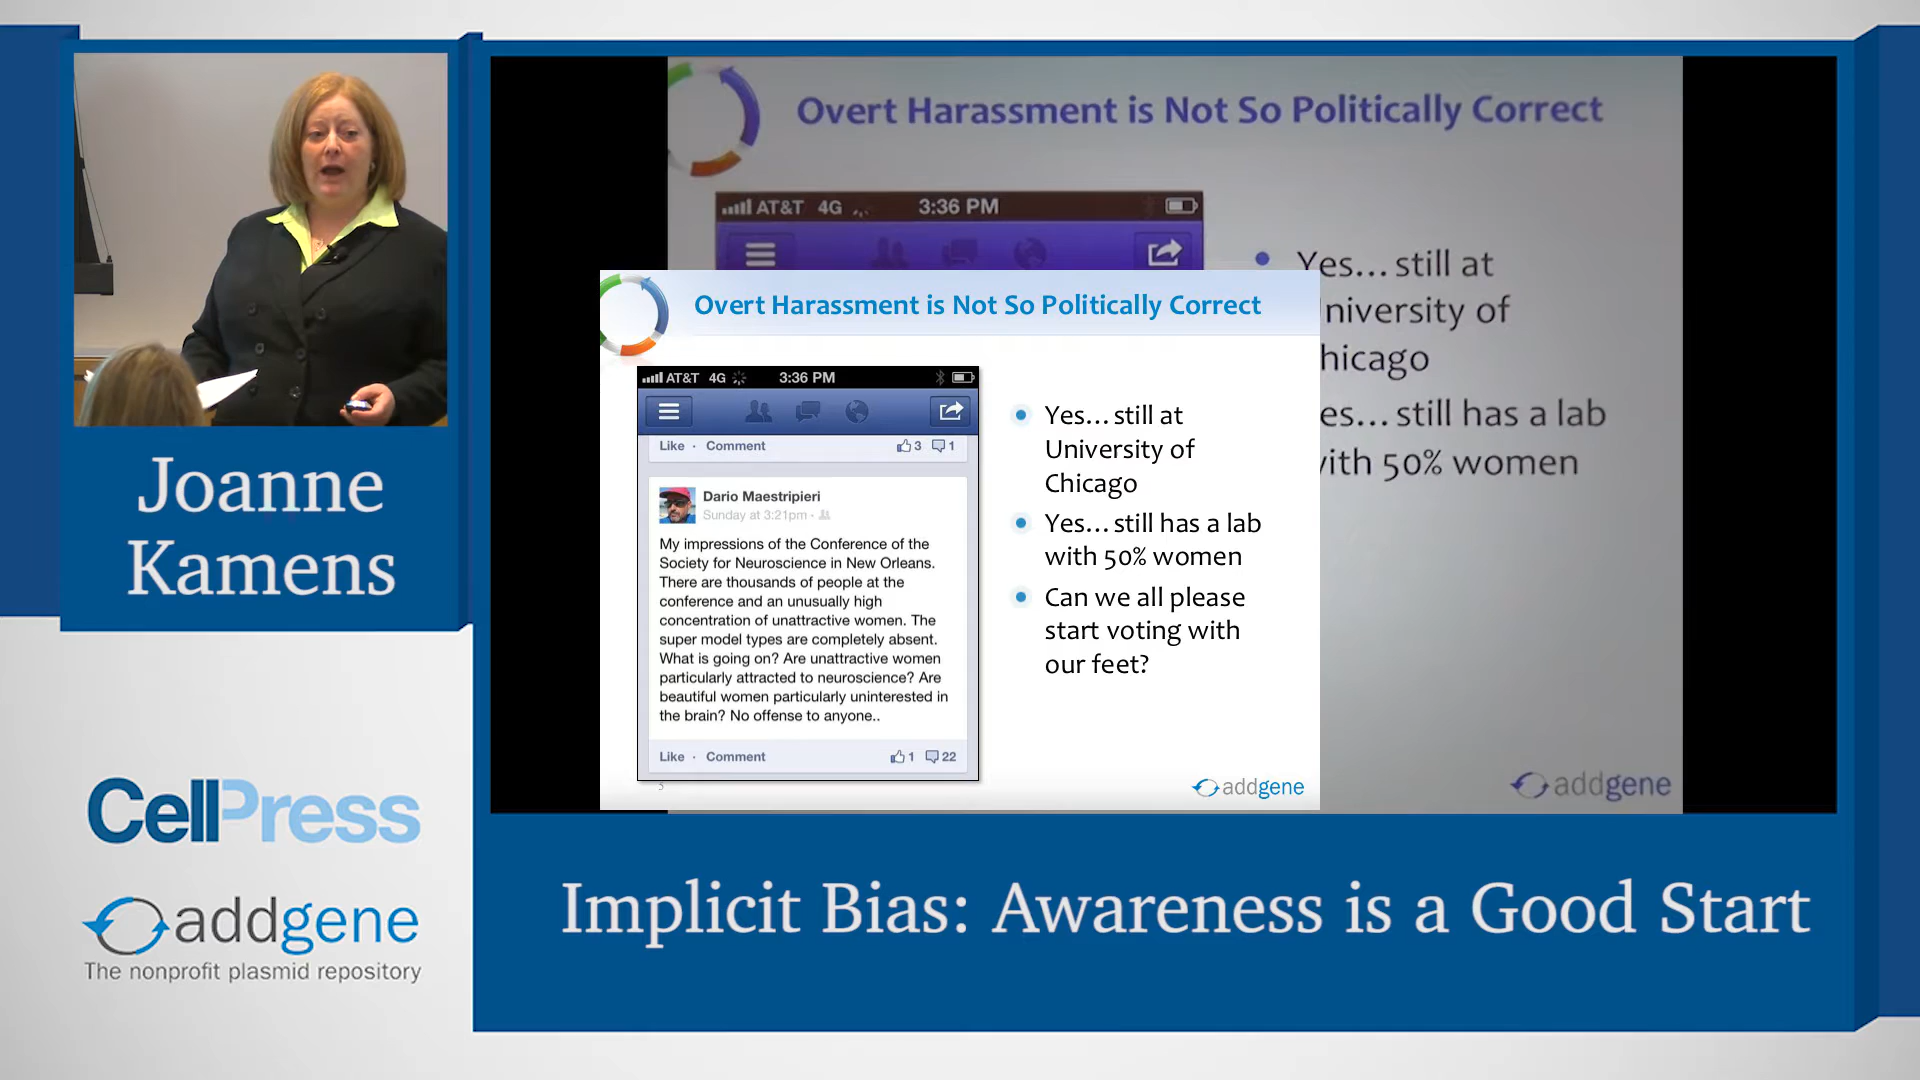 Joanne
Kamens
CellPress
addgene
The nonprofit plasmid repository
Overt Harassment is Not So Politically Correct
AT&T 4G 3:36 PM
Yes... still at
niversity of
hicago
es... still has a lab
ith 50% women
addgene
Overt Harassment is Not So Politically Correct
AT&T 4G 3:36 PM
Like · Comment 3 1
Dario Maestripieri
Sunday at 3:21pm ·
My impressions of the Conference of the
Society for Neuroscience in New Orleans.
There are thousands of people at the
conference and an unusually high
concentration of unattractive women. The
super model types are completely absent.
What is going on? Are unattractive women
particularly attracted to neuroscience? Are
beautiful women particularly uninterested in
the brain? No offense to anyone..
Like · Comment 1 22
Yes... still at
University of
Chicago
Yes... still has a lab
with 50% women
Can we all please
start voting with
our feet?
5
addgene
Implicit Bias: Awareness is a Good Start